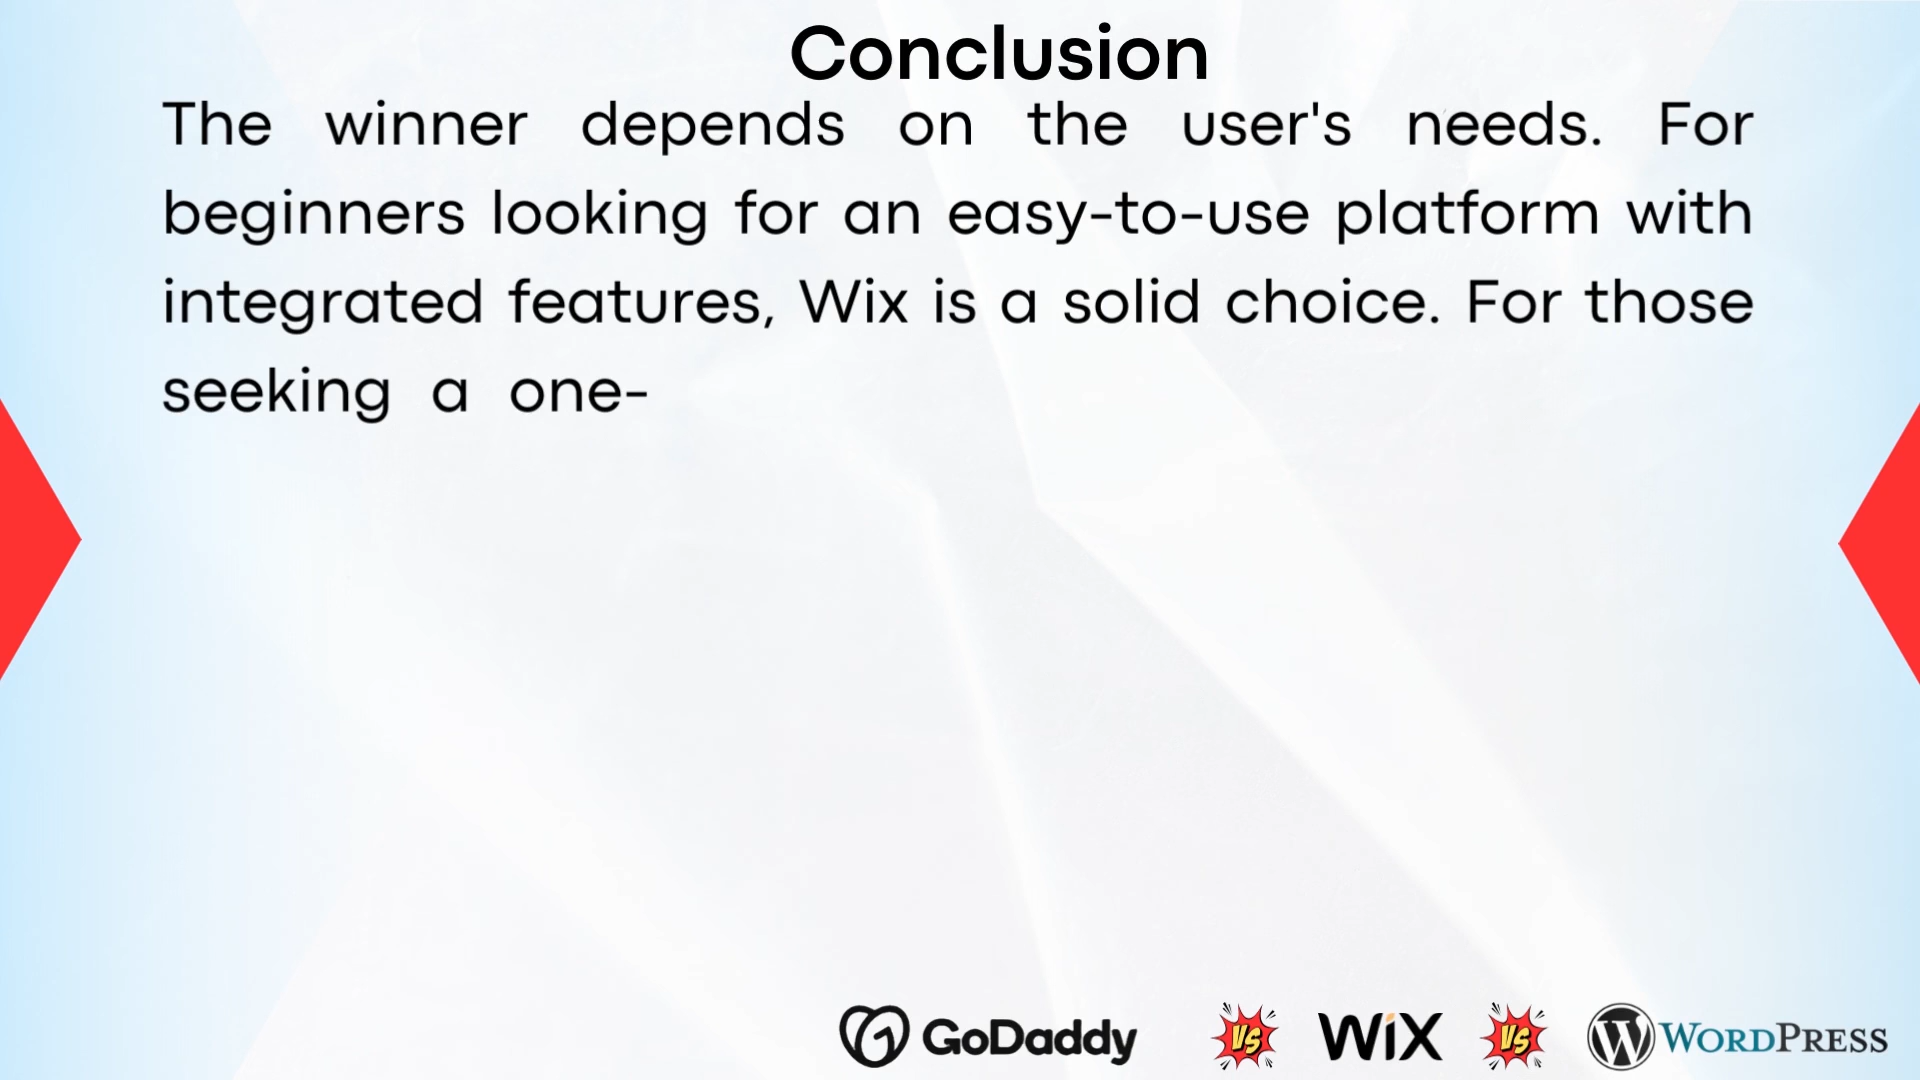 Conclusion
The winner depends on the user's needs. For
beginners looking for an easy-to-use platform with
integrated features, Wix is a solid choice. For those
seeking a one-
GoDaddy VS WiX VS WORDPRESS